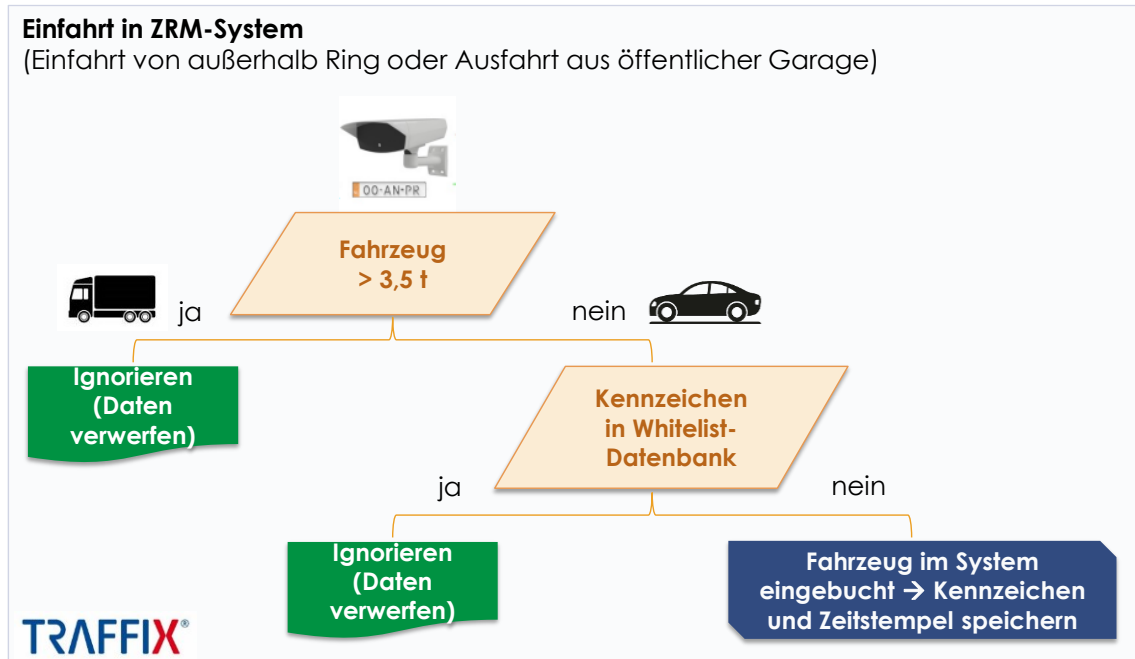 Einfahrt in ZRM-System
(Einfahrt von außerhalb Ring oder Ausfahrt aus öffentlicher Garage)
OO-AN-PR
Fahrzeug
> 3,5 t
ja
nein
Ignorieren
(Daten
verwerfen)
Kennzeichen
in Whitelist-
Datenbank
ja
nein
Ignorieren
(Daten
verwerfen)
Fahrzeug im System
eingebucht → Kennzeichen
und Zeitstempel speichern
TRAFFIX®